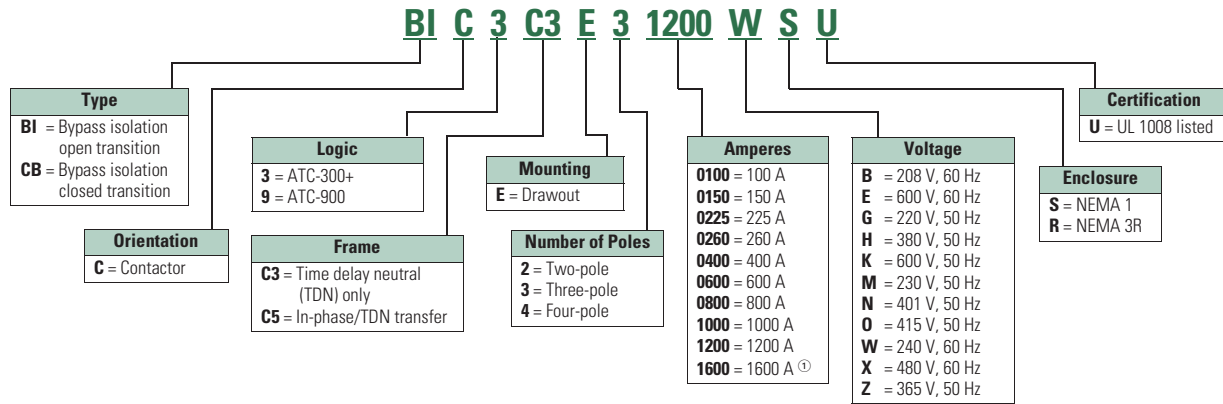 BI C 3 C3 E 3 1200 W S U
Type
BI = Bypass isolation
open transition
CB = Bypass isolation
closed transition
Orientation
C = Contactor
Logic
3 = ATC-300+
9 = ATC-900
Frame
C3 = Time delay neutral
(TDN) only
C5 = In-phase/TDN transfer
Mounting
E = Drawout
Number of Poles
2 = Two-pole
3 = Three-pole
4 = Four-pole
Amperes
0100 = 100 A
0150 = 150 A
0225 = 225 A
0260 = 260 A
0400 = 400 A
0600 = 600 A
0800 = 800 A
1000 = 1000 A
1200 = 1200 A
1600 = 1600 A ①
Voltage
B = 208 V, 60 Hz
E = 600 V, 60 Hz
G = 220 V, 50 Hz
H = 380 V, 50 Hz
K = 600 V, 50 Hz
M = 230 V, 50 Hz
N = 401 V, 50 Hz
O = 415 V, 50 Hz
W = 240 V, 60 Hz
X = 480 V, 60 Hz
Z = 365 V, 50 Hz
Enclosure
S = NEMA 1
R = NEMA 3R
Certification
U = UL 1008 listed